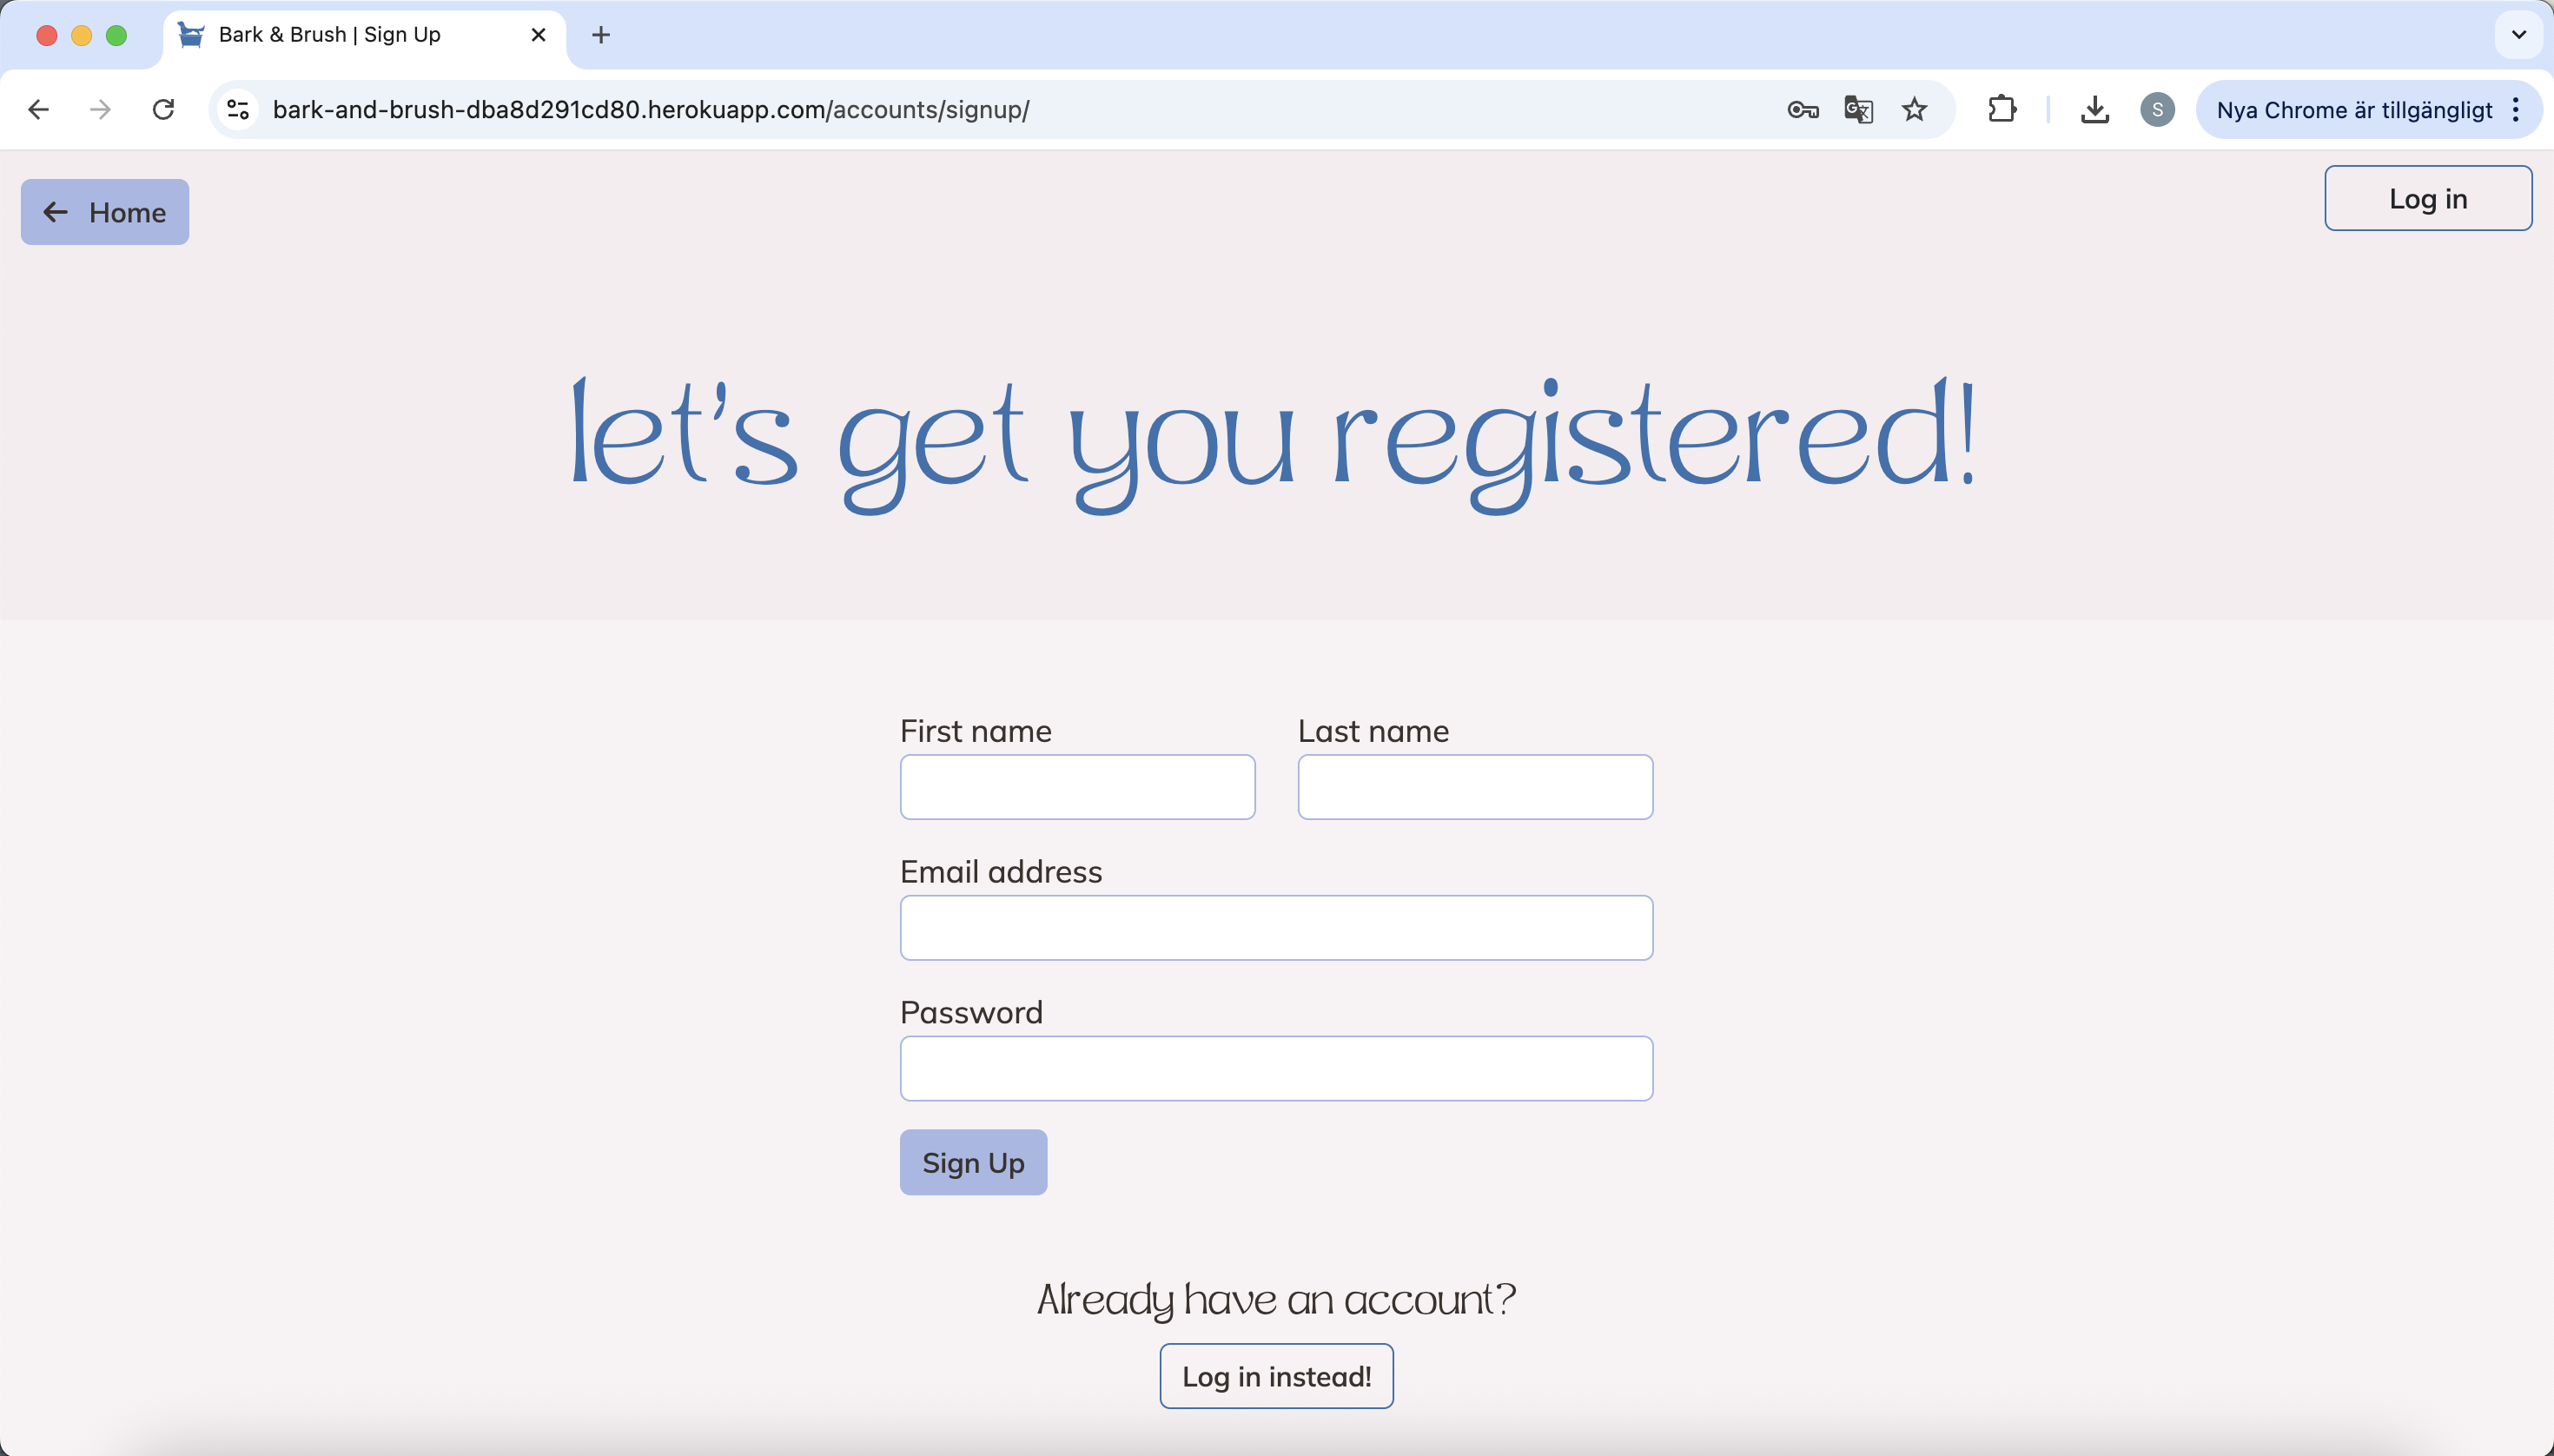 Bark & Brush | Sign Up
bark-and-brush-dba8d291cd80.herokuapp.com/accounts/signup/
S
Nya Chrome är tillgängligt
Home
Log in
let's get you registered!
First name
Last name
Email address
Password
Sign Up
Already have an account?
Log in instead!